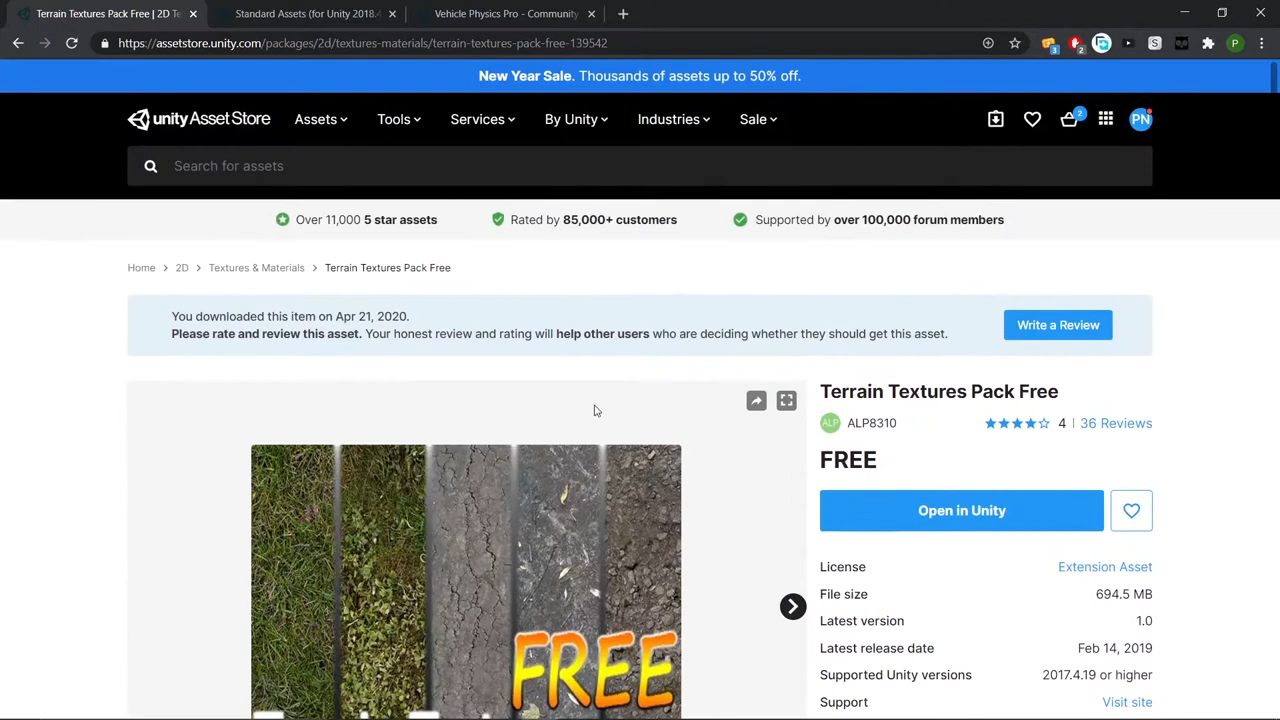 Terrain Textures Pack Free | 2D Te
Standard Assets (for Unity 2018.4
Vehicle Physics Pro - Community
https://assetstore.unity.com/packages/2d/textures-materials/terrain-textures-pack-free-139542
3
2
S
P
New Year Sale. Thousands of assets up to 50% off.
unity Asset Store
Assets
Tools
Services
By Unity
Industries
Sale
2
PN
Search for assets
Over 11,000 5 star assets
Rated by 85,000+ customers
Supported by over 100,000 forum members
Home > 2D > Textures & Materials > Terrain Textures Pack Free
You downloaded this item on Apr 21, 2020.
Please rate and review this asset. Your honest review and rating will help other users who are deciding whether they should get this asset.
Write a Review
Terrain Textures Pack Free
ALP ALP8310
4 | 36 Reviews
FREE
Open in Unity
License Extension Asset
File size 694.5 MB
Latest version 1.0
Latest release date Feb 14, 2019
Supported Unity versions 2017.4.19 or higher
Support Visit site
FREE